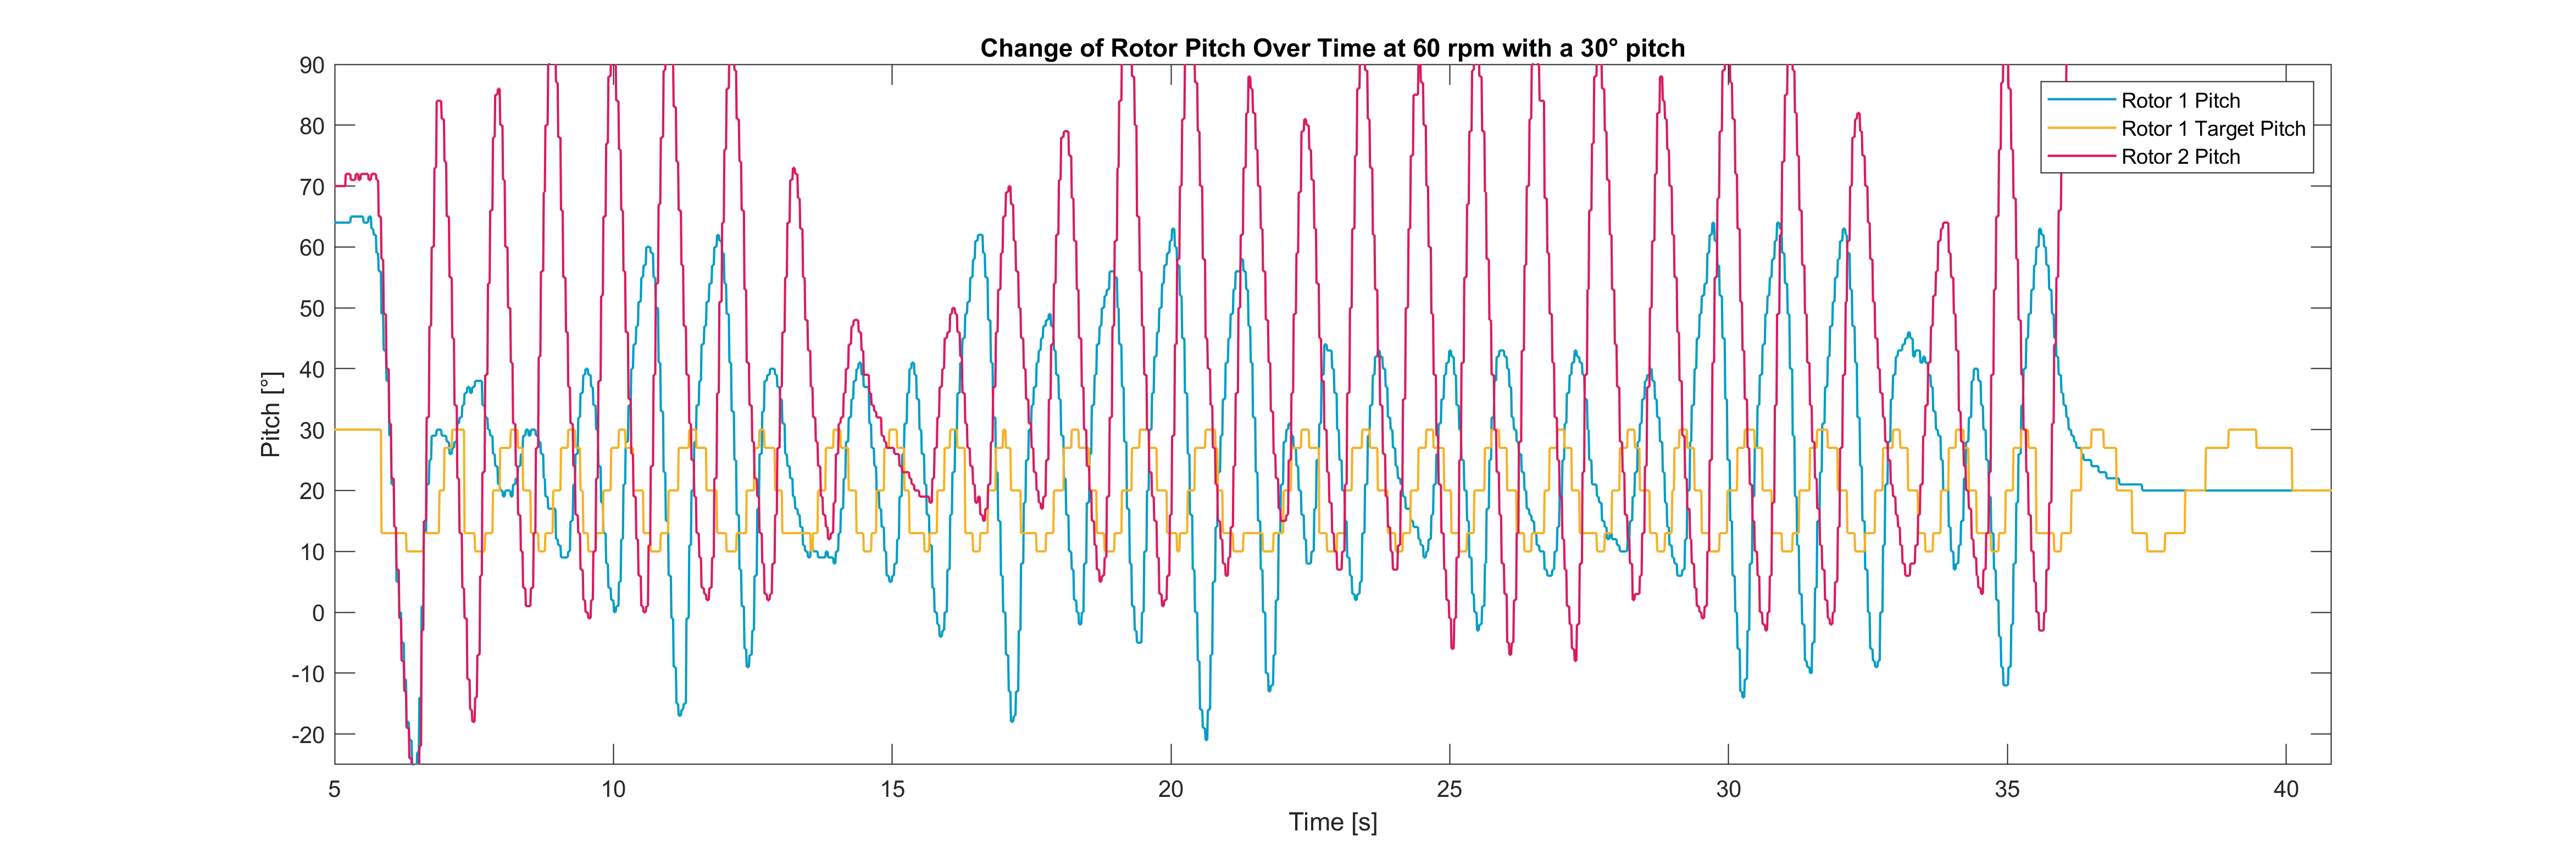 Change of Rotor Pitch Over Time at 60 rpm with a 30° pitch
90
80
70
60
50
40
30
20
10
0
-10
-20
Pitch [°]
Rotor 1 Pitch
Rotor 1 Target Pitch
Rotor 2 Pitch
5 10 15 20 25 30 35 40
Time [s]